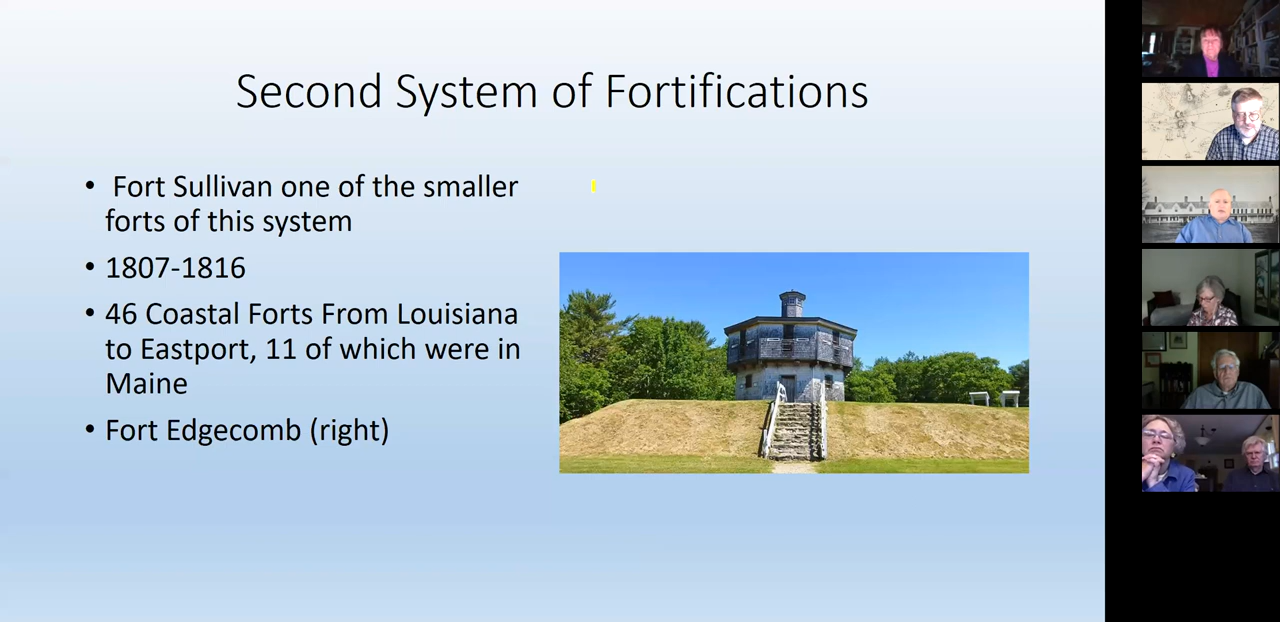 Second System of Fortifications
• Fort Sullivan one of the smaller
forts of this system
• 1807-1816
• 46 Coastal Forts From Louisiana
to Eastport, 11 of which were in
Maine
• Fort Edgecomb (right)